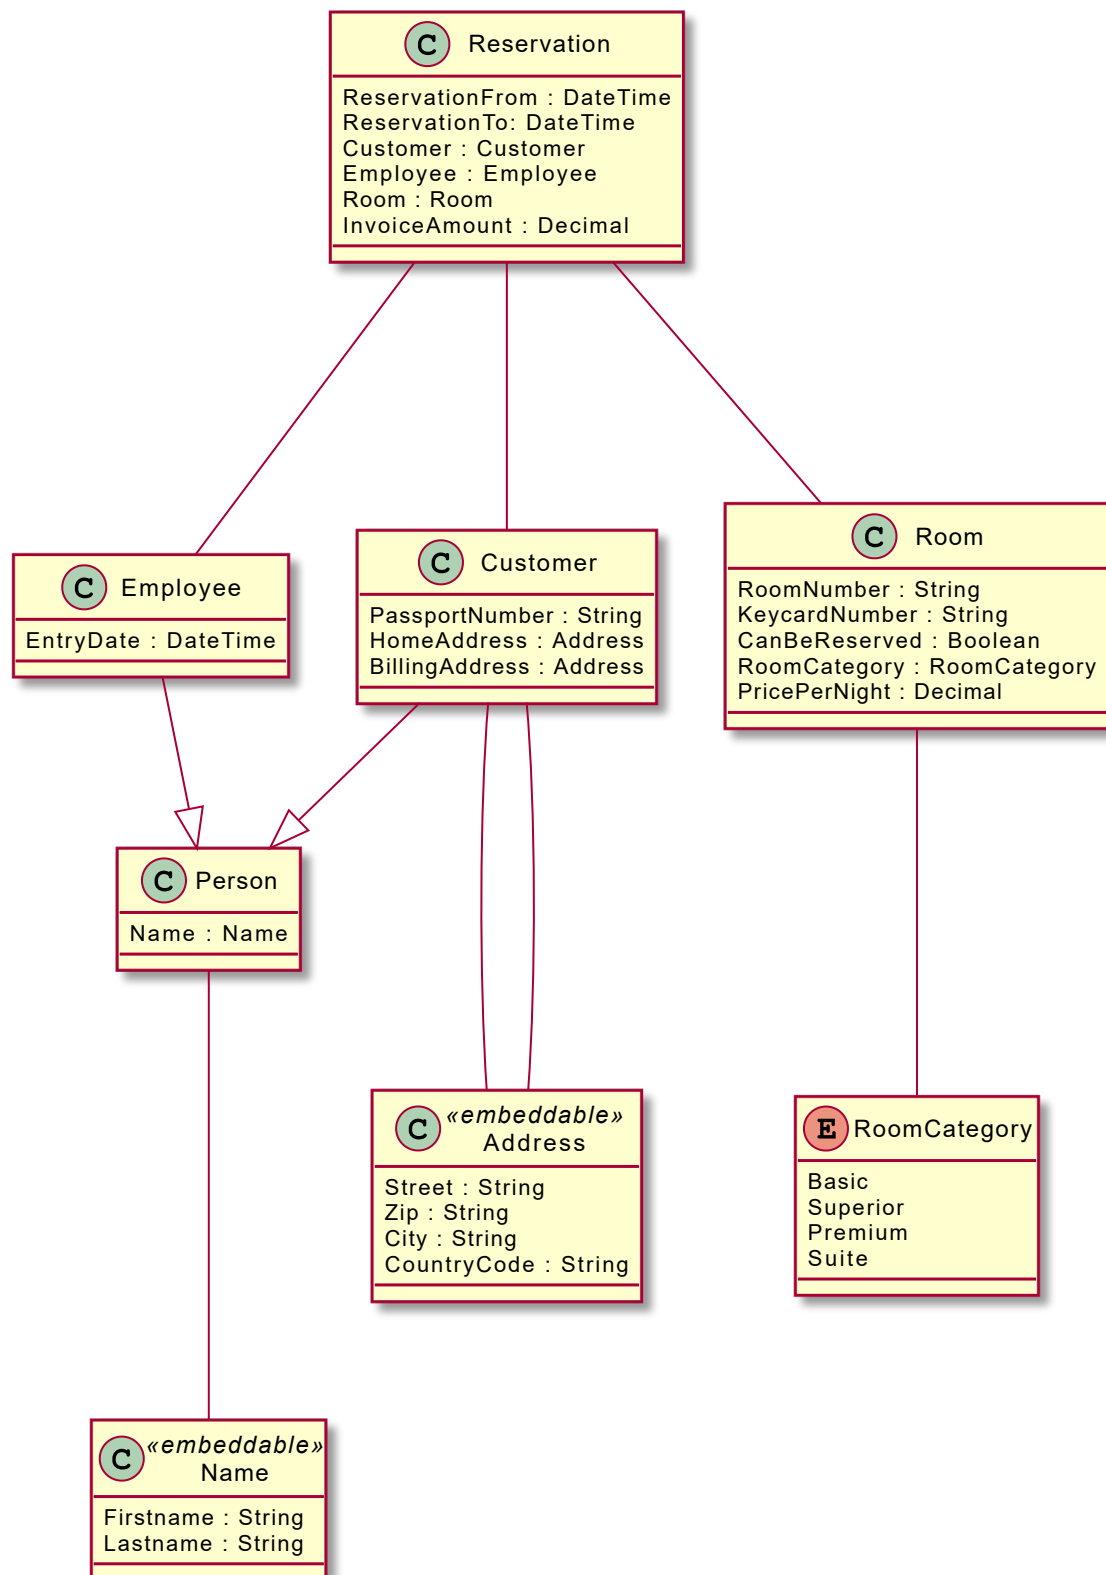 C Reservation
ReservationFrom : DateTime
ReservationTo: DateTime
Customer : Customer
Employee : Employee
Room : Room
InvoiceAmount : Decimal
C Employee
EntryDate : DateTime
C Customer
PassportNumber : String
HomeAddress : Address
BillingAddress : Address
C Room
RoomNumber : String
KeycardNumber : String
CanBeReserved : Boolean
RoomCategory : RoomCategory
PricePerNight : Decimal
C Person
Name : Name
C «embeddable»
Address
Street : String
Zip : String
City : String
CountryCode : String
E RoomCategory
Basic
Superior
Premium
Suite
C «embeddable»
Name
Firstname : String
Lastname : String